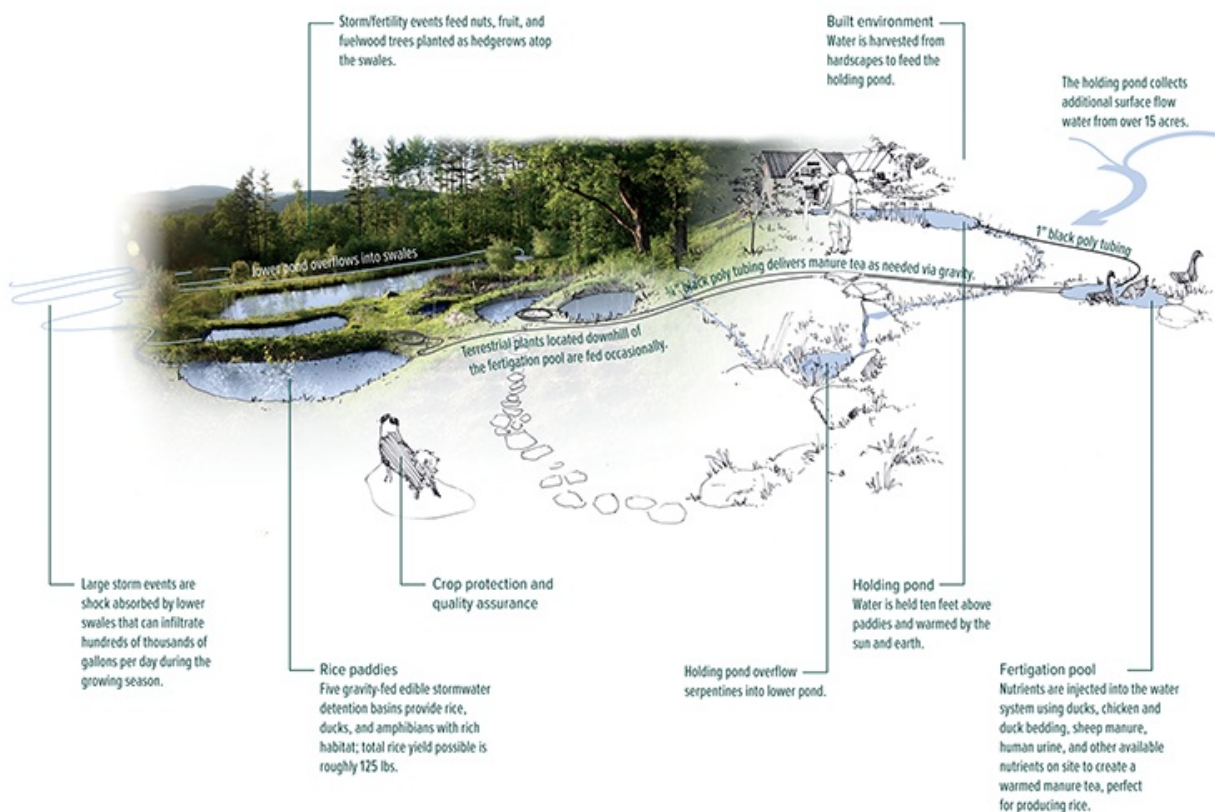 Storm/fertility events feed nuts, fruit, and
fuelwood trees planted as hedgerows atop
the swales.
Built environment
Water is harvested from
hardscapes to feed the
holding pond.
The holding pond collects
additional surface flow
water from over 15 acres.
1" black poly tubing
lower pond overflows into swales
black poly tubing delivers manure tea as needed via gravity.
Terrestrial plants located downhill of
the fertigation pool are fed occasionally.
Large storm events are
shock absorbed by lower
swales that can infiltrate
hundreds of thousands of
gallons per day during the
growing season.
Crop protection and
quality assurance
Rice paddies
Five gravity-fed edible stormwater
detention basins provide rice,
ducks, and amphibians with rich
habitat; total rice yield possible is
roughly 125 lbs.
Holding pond overflow
serpentines into lower pond.
Holding pond
Water is held ten feet above
paddies and warmed by the
sun and earth.
Fertigation pool
Nutrients are injected into the water
system using ducks, chicken and
duck bedding, sheep manure,
human urine, and other available
nutrients on site to create a
warmed manure tea, perfect
for producing rice.